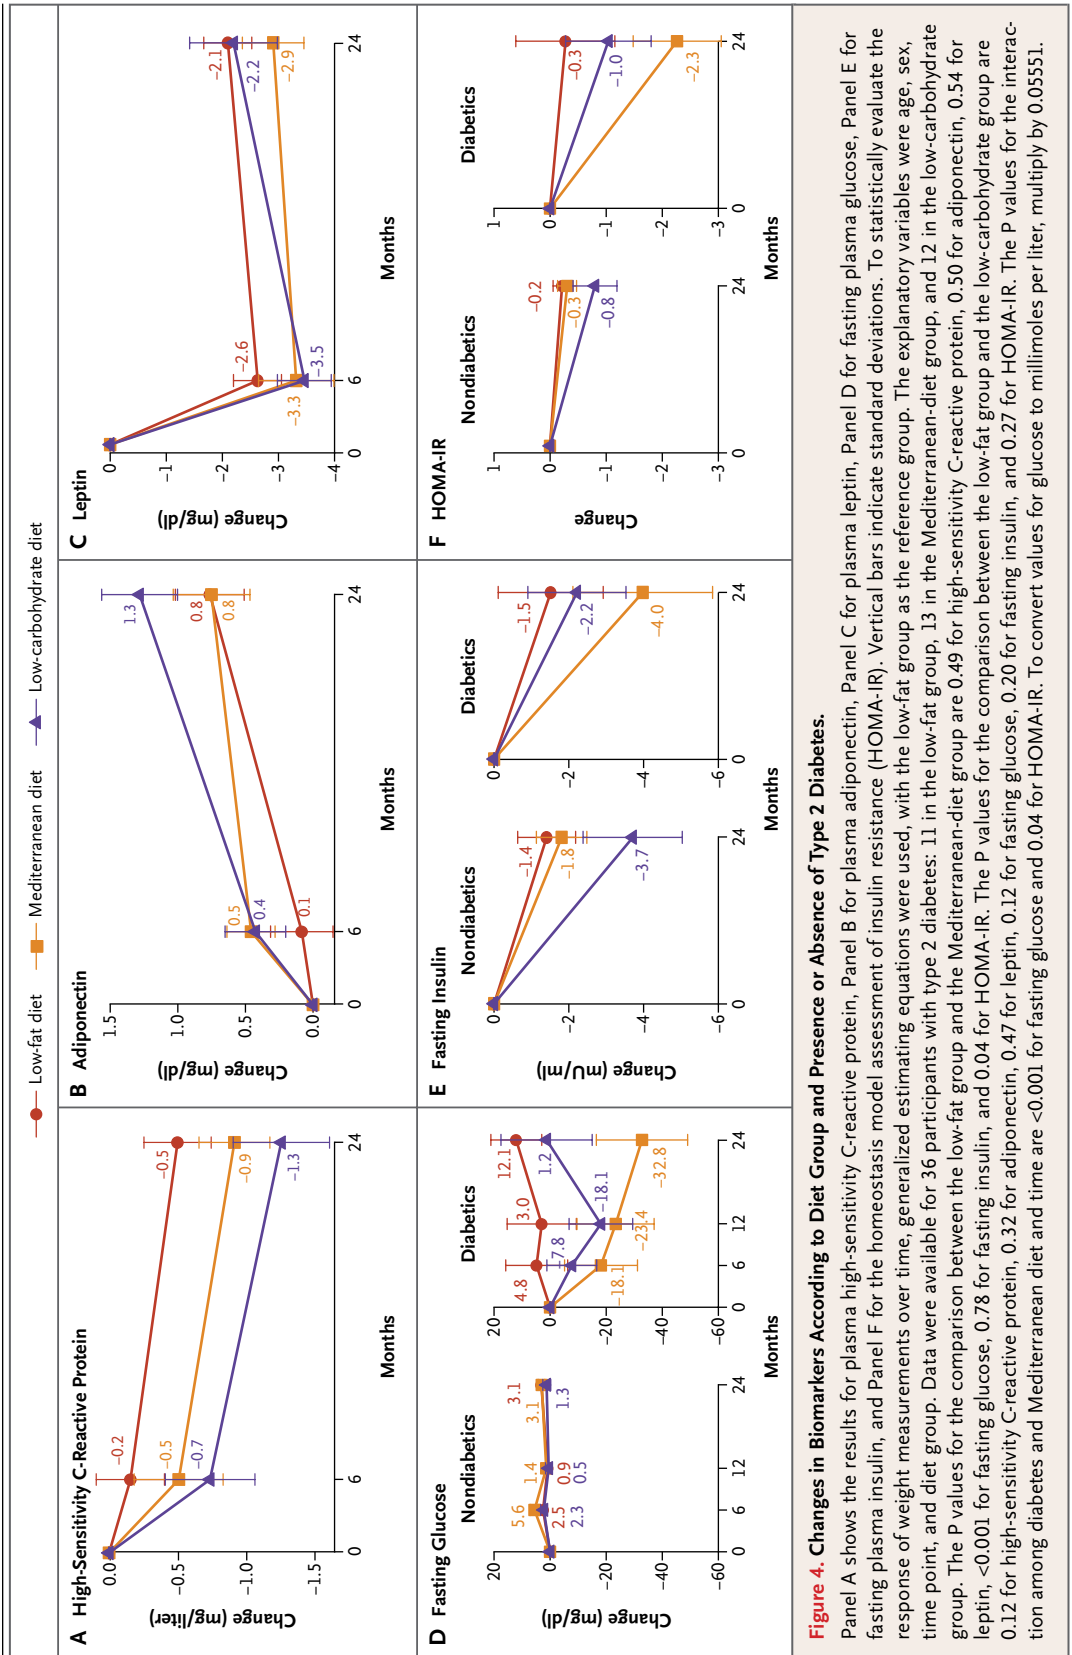 Low-fat diet Mediterranean diet Low-carbohydrate diet
A High-Sensitivity C-Reactive Protein
Change (mg/liter)
0.0
−0.5
−1.0
−1.5
−0.2
−0.5
−0.7
−0.5
−0.9
−1.3
0 6 24
Months
B Adiponectin
Change (mg/dl)
1.5
1.0
0.5
0.0
0.5
0.4
0.1
1.3
0.8
0.8
0 6 24
Months
C Leptin
Change (mg/dl)
0
−1
−2
−3
−4
−2.6
−3.3
−3.5
−2.1
−2.2
−2.9
0 6 24
Months
D Fasting Glucose
Nondiabetics Diabetics
Change (mg/dl)
20
0
−20
−40
−60
5.6
2.5
2.3
1.4
0.9
0.5
3.1
3.1
1.3
0 6 12 24
20
0
−20
−40
−60
4.8
−7.8
−18.1
3.0
−18.1
−23.4
12.1
1.2
−32.8
0 6 12 24
Months
E Fasting Insulin
Nondiabetics Diabetics
Change (mU/ml)
0
−2
−4
−6
−1.4
−1.8
−3.7
0 24
0
−2
−4
−6
−1.5
−2.2
−4.0
0 24
Months
F HOMA-IR
Nondiabetics Diabetics
Change
1
0
−1
−2
−3
−0.2
−0.3
−0.8
0 24
1
0
−1
−2
−3
−0.3
−1.0
−2.3
0 24
Months
Figure 4. Changes in Biomarkers According to Diet Group and Presence or Absence of Type 2 Diabetes.
Panel A shows the results for plasma high-sensitivity C-reactive protein, Panel B for plasma adiponectin, Panel C for plasma leptin, Panel D for fasting plasma glucose, Panel E for
fasting plasma insulin, and Panel F for the homeostasis model assessment of insulin resistance (HOMA-IR). Vertical bars indicate standard deviations. To statistically evaluate the
response of weight measurements over time, generalized estimating equations were used, with the low-fat group as the reference group. The explanatory variables were age, sex,
time point, and diet group. Data were available for 36 participants with type 2 diabetes: 11 in the low-fat group, 13 in the Mediterranean-diet group, and 12 in the low-carbohydrate
group. The P values for the comparison between the low-fat group and the Mediterranean-diet group are 0.49 for high-sensitivity C-reactive protein, 0.50 for adiponectin, 0.54 for
leptin, <0.001 for fasting glucose, 0.78 for fasting insulin, and 0.04 for HOMA-IR. The P values for the comparison between the low-fat group and the low-carbohydrate group are
0.12 for high-sensitivity C-reactive protein, 0.32 for adiponectin, 0.47 for leptin, 0.12 for fasting glucose, 0.20 for fasting insulin, and 0.27 for HOMA-IR. The P values for the interac-
tion among diabetes and Mediterranean diet and time are <0.001 for fasting glucose and 0.04 for HOMA-IR. To convert values for glucose to millimoles per liter, multiply by 0.05551.